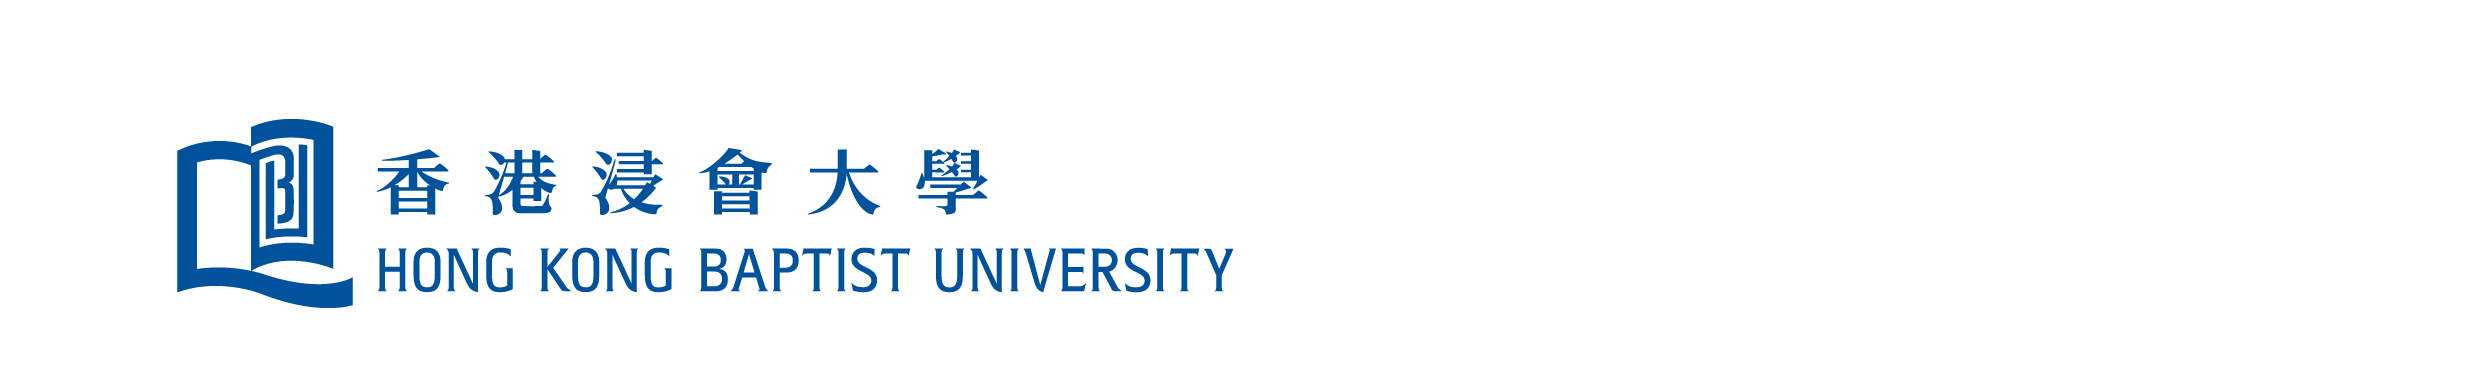 香港浸會大學
HONG KONG BAPTIST UNIVERSITY